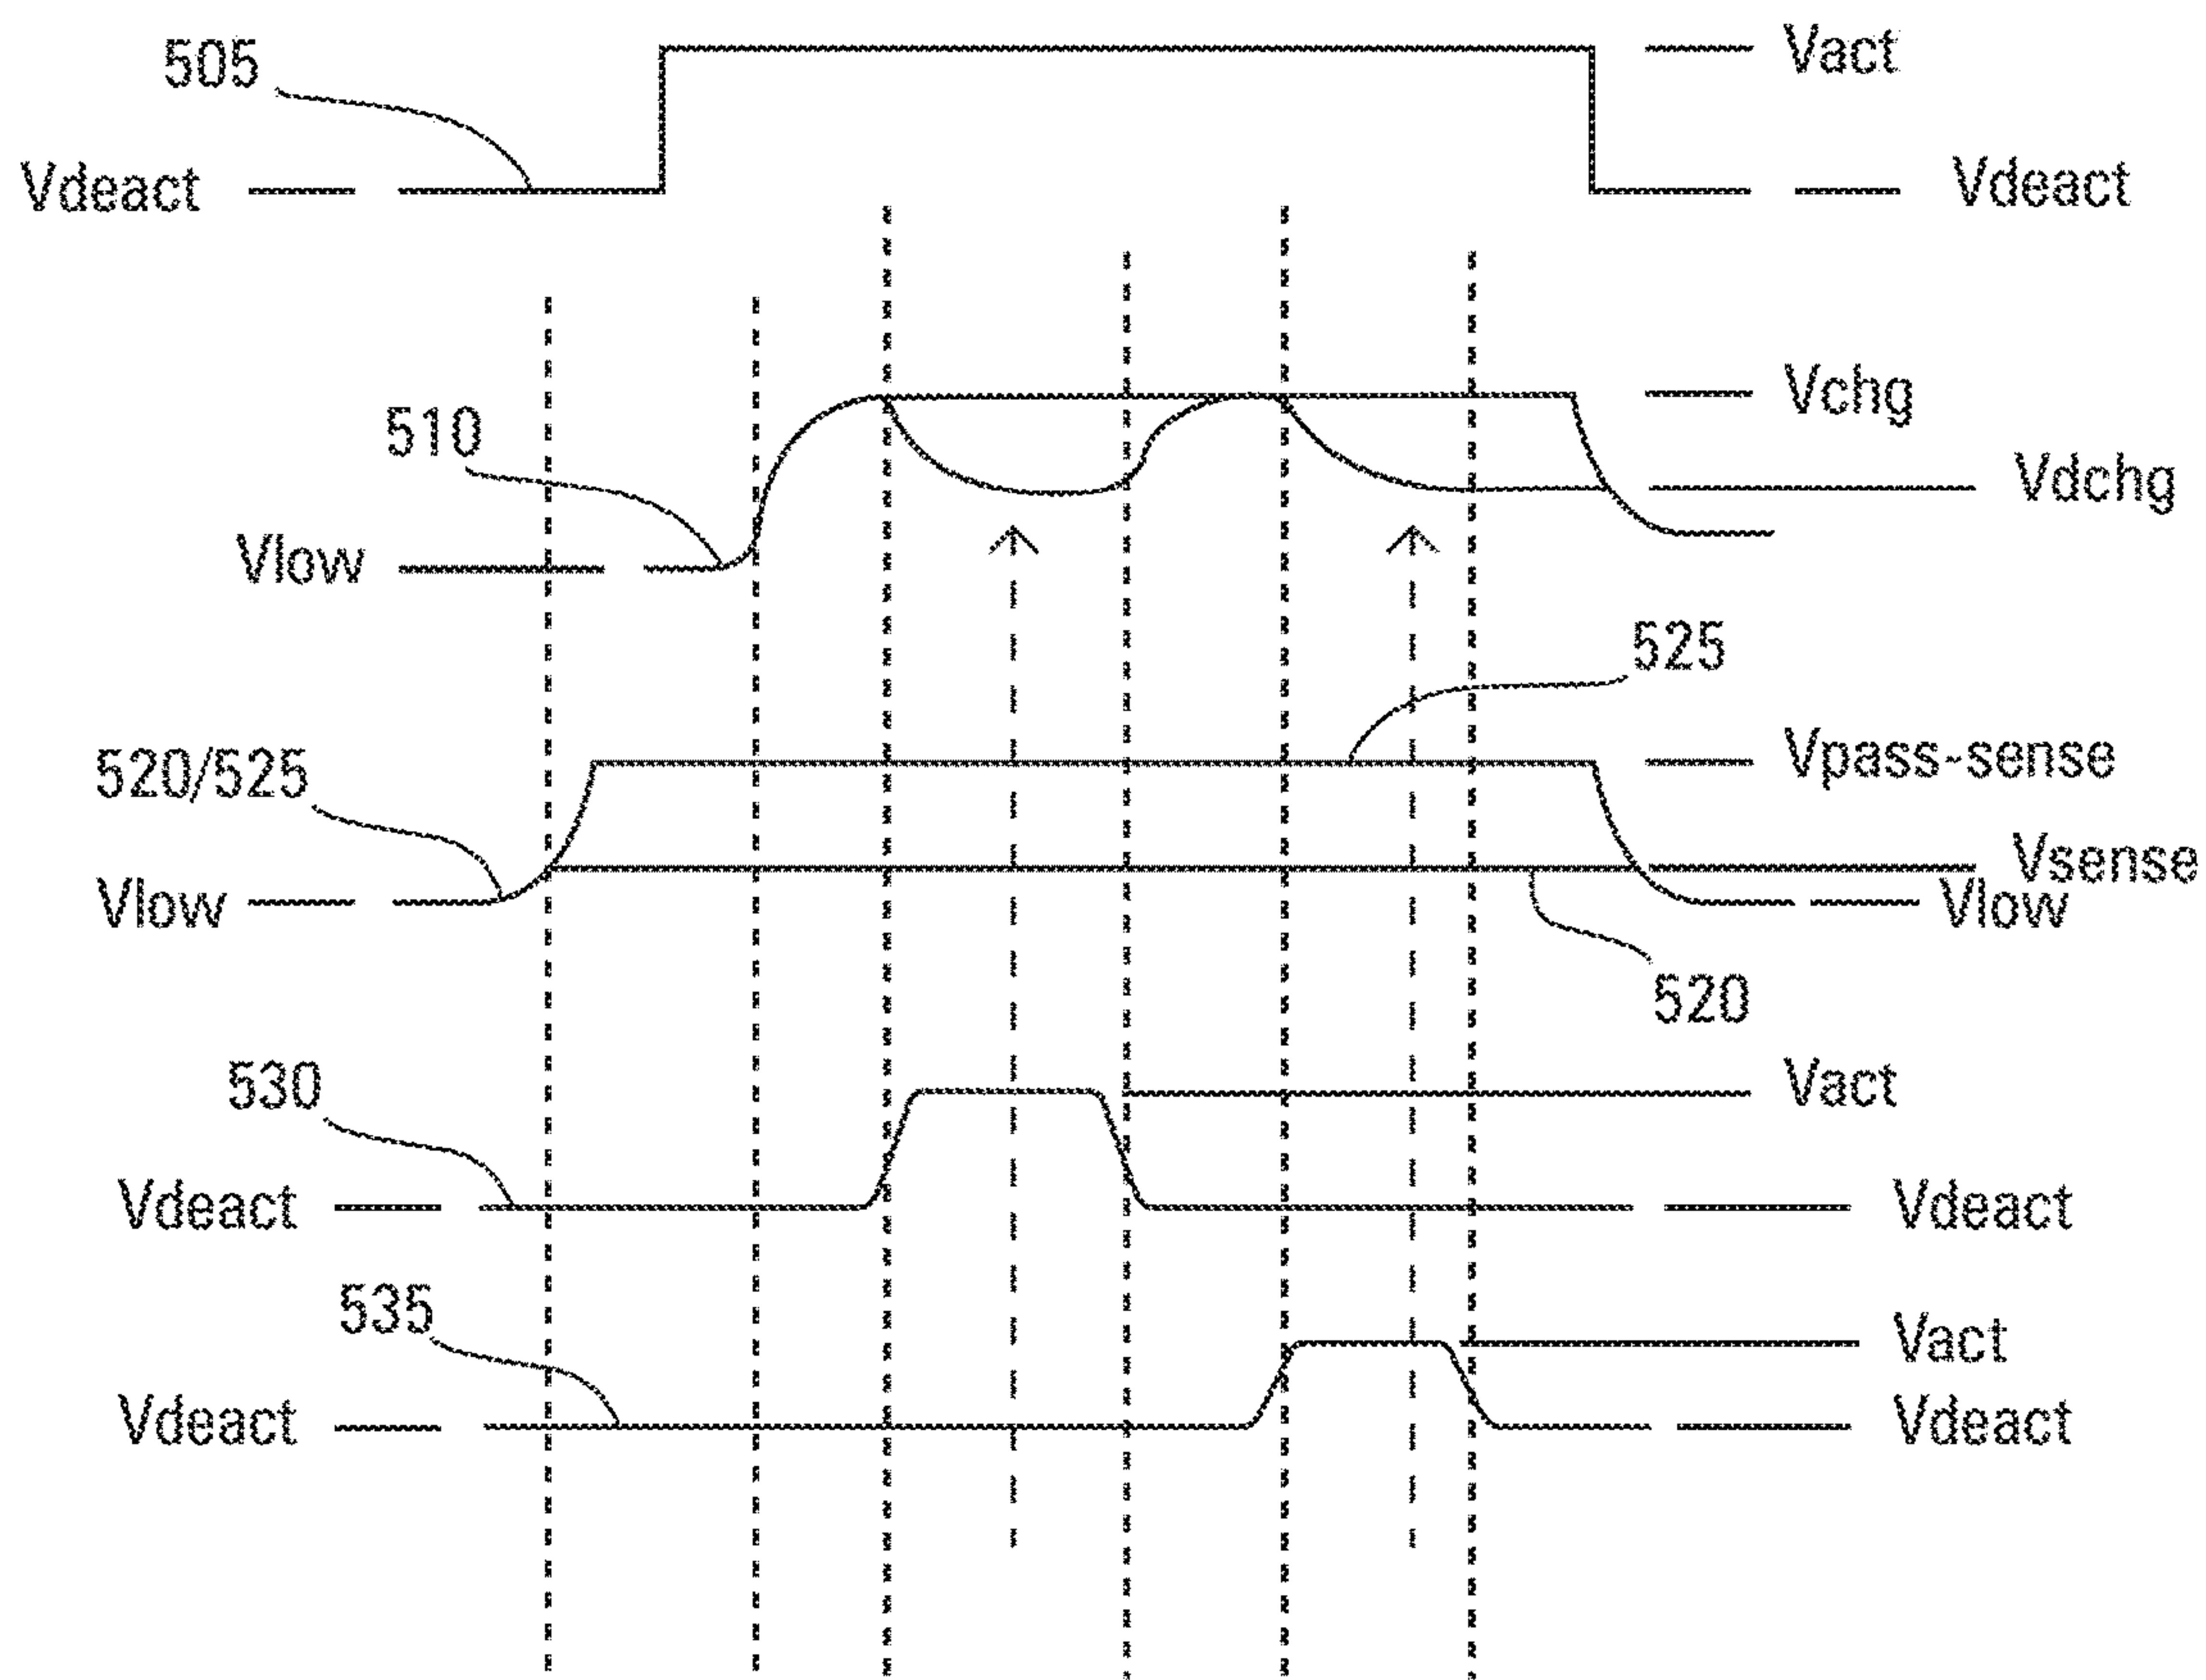 505
Vact
Vdeact
Vdeact
Vchg
510
Vdchg
Vlow
525
520/525
Vpass-sense
Vsense
Vlow
Vlow
520
530
Vact
Vdeact
Vdeact
535
Vact
Vdeact
Vdeact